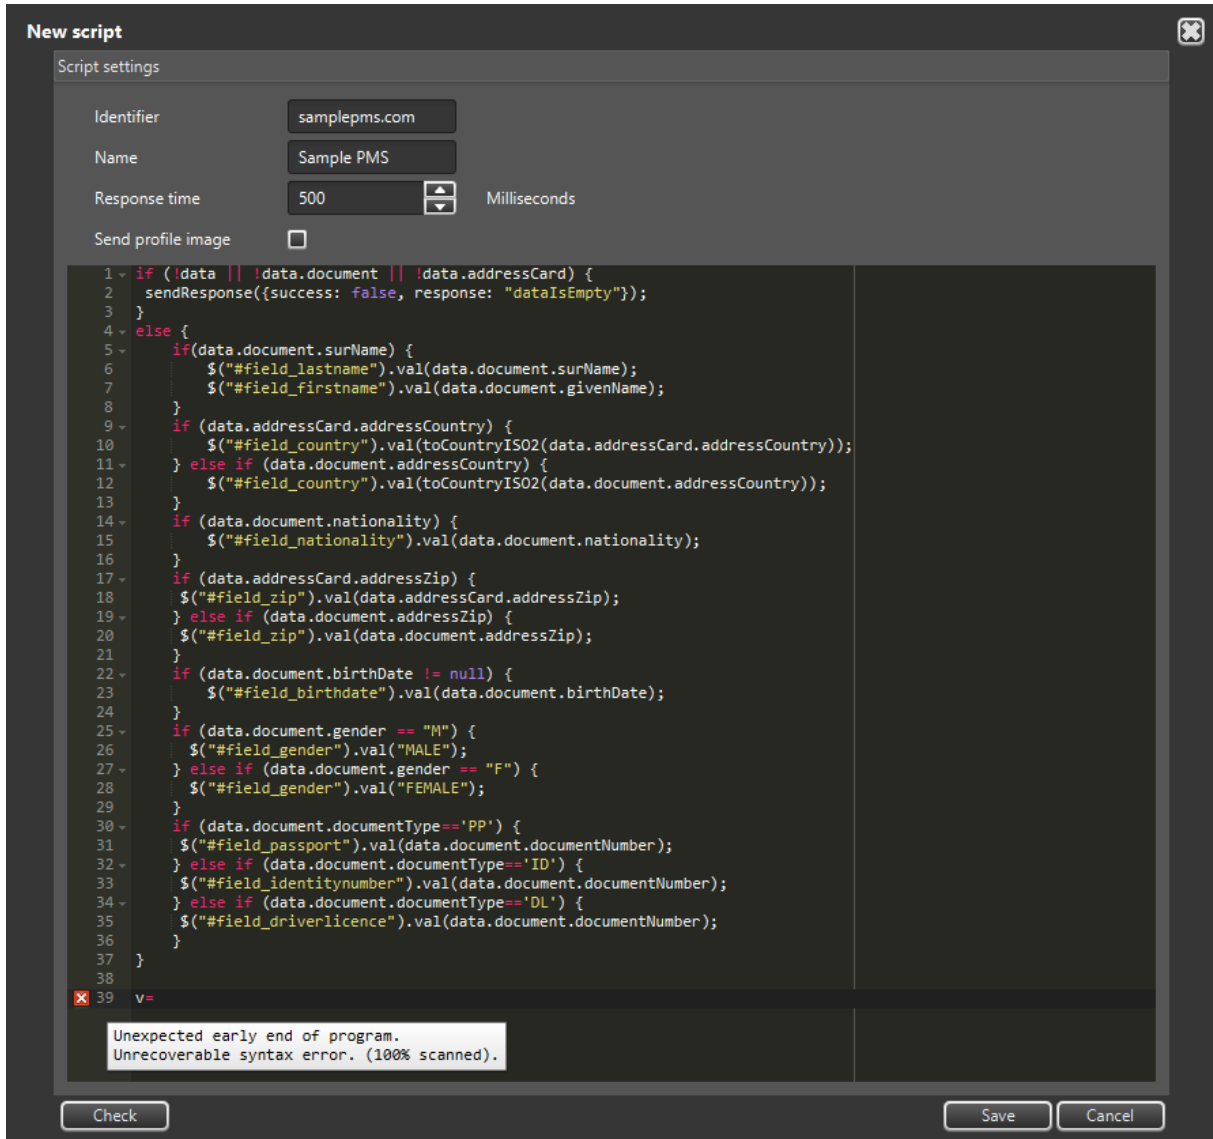 New script
Script settings
Identifier samplepms.com
Name Sample PMS
Response time 500 Milliseconds
Send profile image
1 if (!data || !data.document || !data.addressCard) {
2  sendResponse({success: false, response: "dataIsEmpty"});
3 }
4 else {
5     if(data.document.surName) {
6         $("#field_lastname").val(data.document.surName);
7         $("#field_firstname").val(data.document.givenName);
8     }
9     if (data.addressCard.addressCountry) {
10         $("#field_country").val(toCountryISO2(data.addressCard.addressCountry));
11     } else if (data.document.addressCountry) {
12         $("#field_country").val(toCountryISO2(data.document.addressCountry));
13     }
14     if (data.document.nationality) {
15         $("#field_nationality").val(data.document.nationality);
16     }
17     if (data.addressCard.addressZip) {
18      $("#field_zip").val(data.addressCard.addressZip);
19     } else if (data.document.addressZip) {
20      $("#field_zip").val(data.document.addressZip);
21     }
22     if (data.document.birthDate != null) {
23         $("#field_birthdate").val(data.document.birthDate);
24     }
25     if (data.document.gender == "M") {
26       $("#field_gender").val("MALE");
27     } else if (data.document.gender == "F") {
28       $("#field_gender").val("FEMALE");
29     }
30     if (data.document.documentType=='PP') {
31      $("#field_passport").val(data.document.documentNumber);
32     } else if (data.document.documentType=='ID') {
33      $("#field_identitynumber").val(data.document.documentNumber);
34     } else if (data.document.documentType=='DL') {
35      $("#field_driverlicence").val(data.document.documentNumber);
36     }
37 }
38
39 v=
Unexpected early end of program.
Unrecoverable syntax error. (100% scanned).
Check Save Cancel